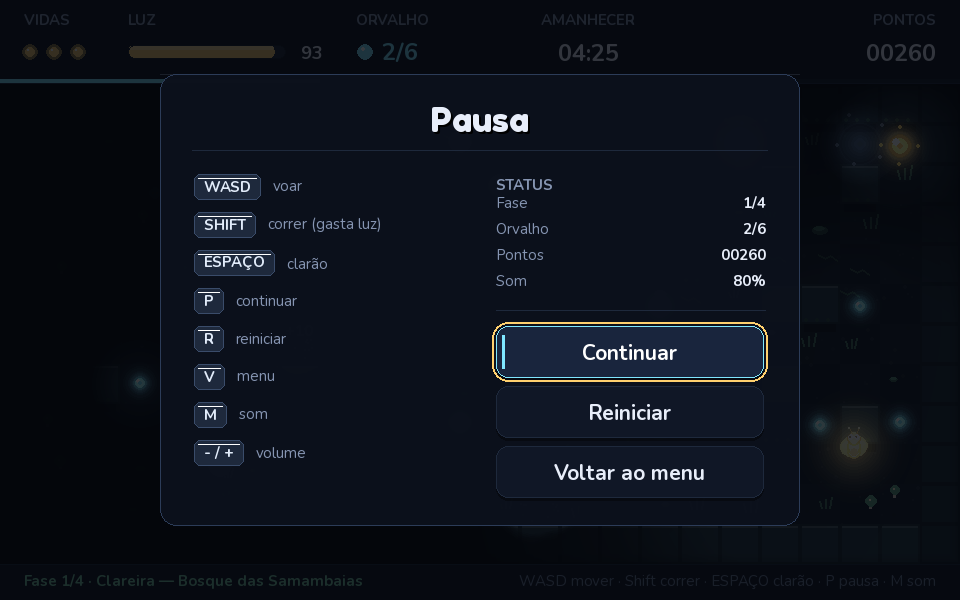 VIDAS LUZ ORVALHO AMANHECER PONTOS
93 2/6 04:25 00260
Pausa
WASD voar
SHIFT correr (gasta luz)
ESPAÇO clarão
P continuar
R reiniciar
V menu
M som
- / + volume
STATUS
Fase 1/4
Orvalho 2/6
Pontos 00260
Som 80%
Continuar
Reiniciar
Voltar ao menu
Fase 1/4 · Clareira — Bosque das Samambaias
WASD mover · Shift correr · ESPAÇO clarão · P pausa · M som